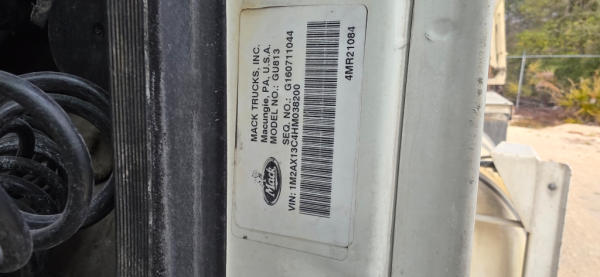 MACK TRUCKS, INC.
Macungie, PA, U.S.A.
MODEL NO.: GU813
SEQ. NO.: G160711044
Mack
VIN: 1M2AX13C4HM038200
4MR21084